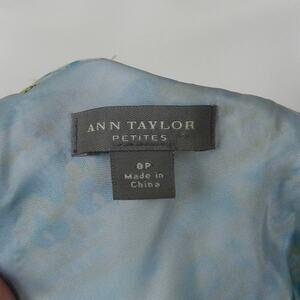 ANN TAYLOR
PETITES
8P
Made in
China